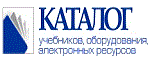 КАТАЛОГ
учебников, оборудования,
электронных ресурсов